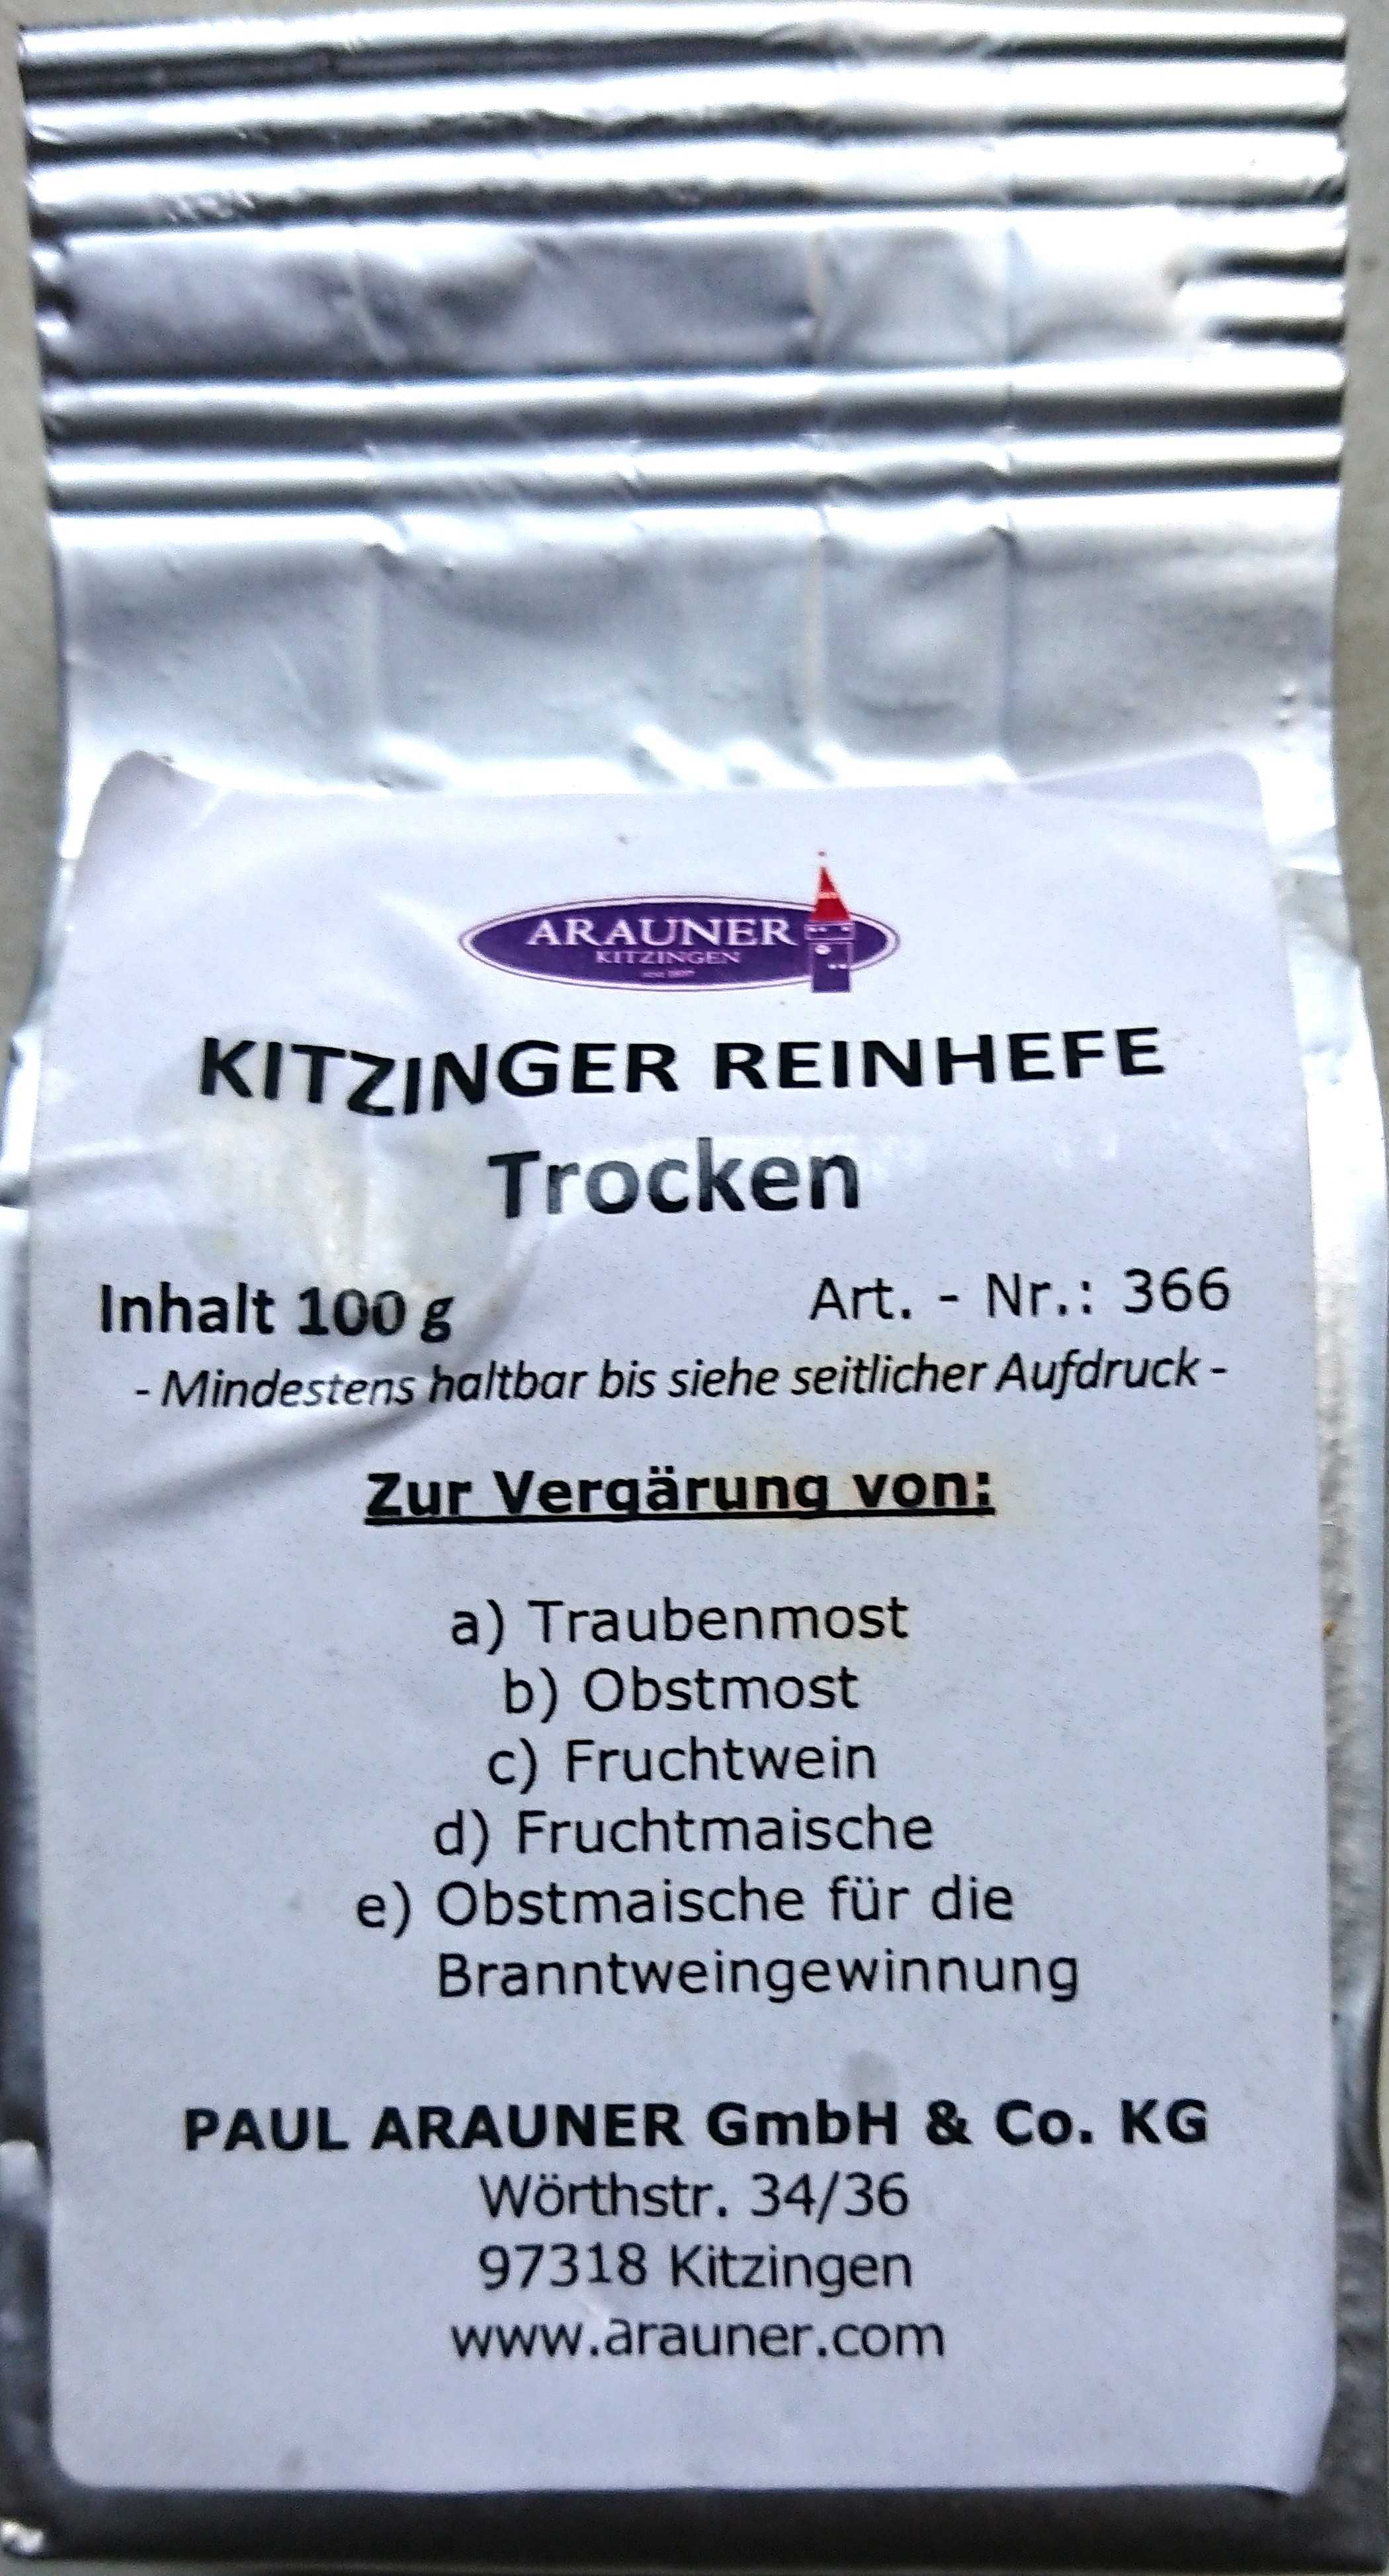 ARAUNER
KITZINGEN
KITZINGER REINHEFE
Trocken
Inhalt 100 g
Art. - Nr.: 366
- Mindestens haltbar bis siehe seitlicher Aufdruck -
Zur Vergärung von:
a) Traubenmost
b) Obstmost
c) Fruchtwein
d) Fruchtmaische
e) Obstmaische für die
Branntweingewinnung
PAUL ARAUNER GmbH & Co. KG
Wörthstr. 34/36
97318 Kitzingen
www.arauner.com